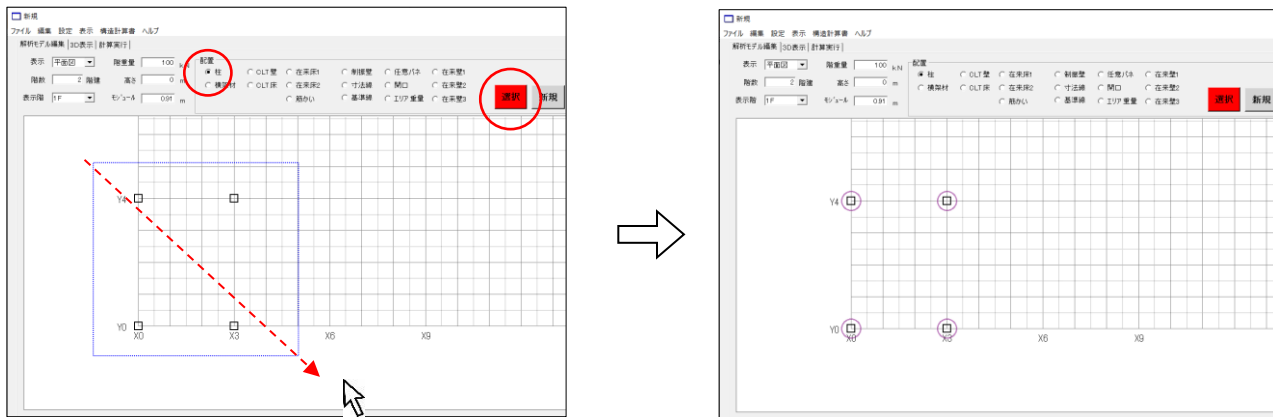 新規
ファイル 編集 設定 表示 構造計算書 ヘルプ
解析モデル編集 3D表示 計算実行
表示 平面図 階重量 100 kN
階数 2 階建 高さ 0 m
表示階 1F モジュール 0.91 m
配置
柱 CLT壁 在来床1 制振壁 任意バネ 在来壁1
横架材 CLT床 在来床2 寸法線 開口 在来壁2
筋かい 基準線 エリア重量 在来壁3
選択 新規
Y4
Y0
X0 X3 X6 X9
新規
ファイル 編集 設定 表示 構造計算書 ヘルプ
解析モデル編集 3D表示 計算実行
表示 平面図 階重量 100 kN
階数 2 階建 高さ 0 m
表示階 1F モジュール 0.91 m
配置
柱 CLT壁 在来床1 制振壁 任意バネ 在来壁1
横架材 CLT床 在来床2 寸法線 開口 在来壁2
筋かい 基準線 エリア重量 在来壁3
選択 新規
Y4
Y0
X0 X3 X6 X9